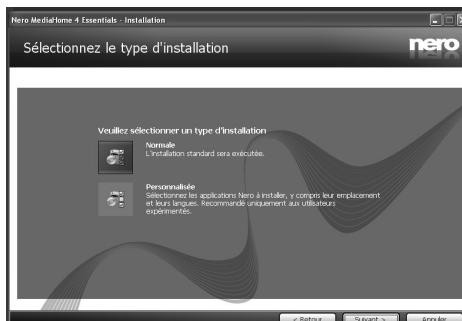 Nero MediaHome 4 Essentials - Installation
Sélectionnez le type d'installation
nero
Veuillez sélectionner un type d'installation
Normale
L'installation standard sera exécutée.
Personnalisée
Sélectionnez les applications Nero à installer, y compris leur emplacement
et leurs langues. Recommandé uniquement aux utilisateurs
expérimentés.
< Retour
Suivant >
Annuler